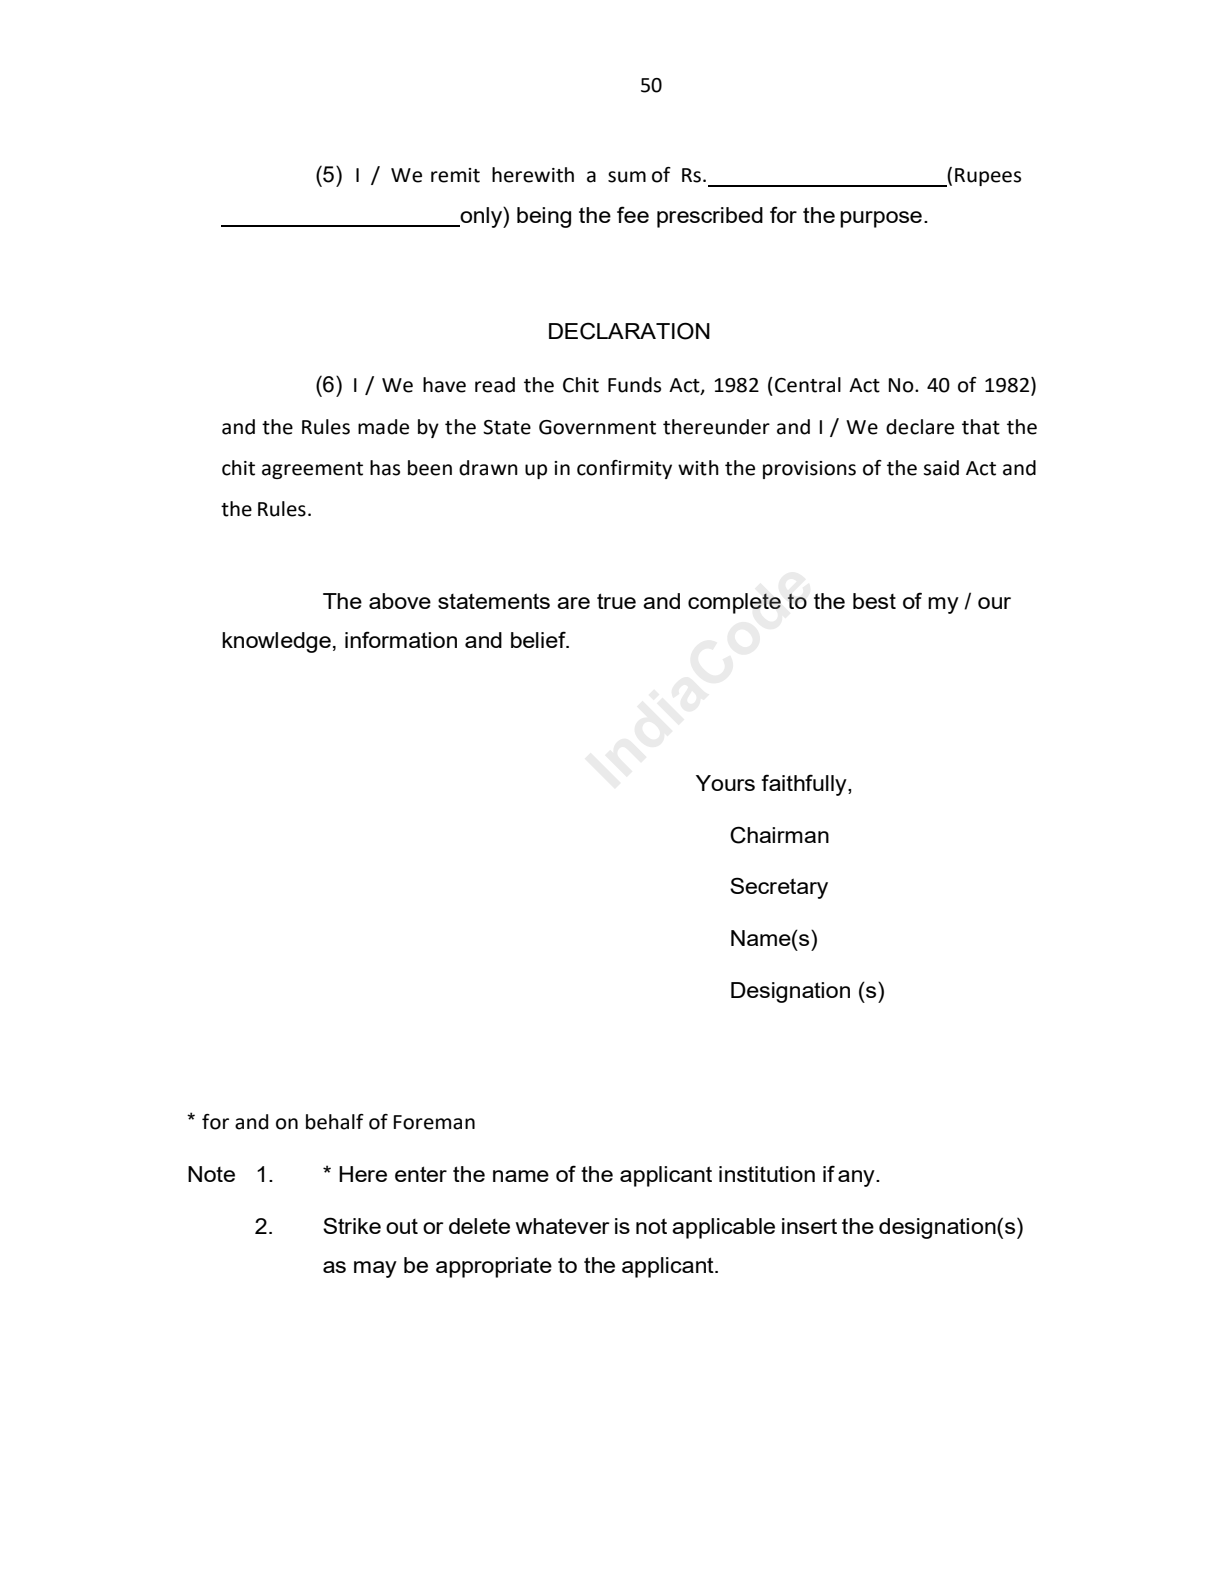 50
(5) I / We remit herewith a sum of Rs.____________________(Rupees
____________________only) being the fee prescribed for the purpose.
DECLARATION
(6) I / We have read the Chit Funds Act, 1982 (Central Act No. 40 of 1982)
and the Rules made by the State Government thereunder and I / We declare that the
chit agreement has been drawn up in confirmity with the provisions of the said Act and
the Rules.
The above statements are true and complete to the best of my / our
knowledge, information and belief.
IndiaCode
Yours faithfully,
Chairman
Secretary
Name(s)
Designation (s)
* for and on behalf of Foreman
Note 1. * Here enter the name of the applicant institution if any.
2. Strike out or delete whatever is not applicable insert the designation(s)
as may be appropriate to the applicant.